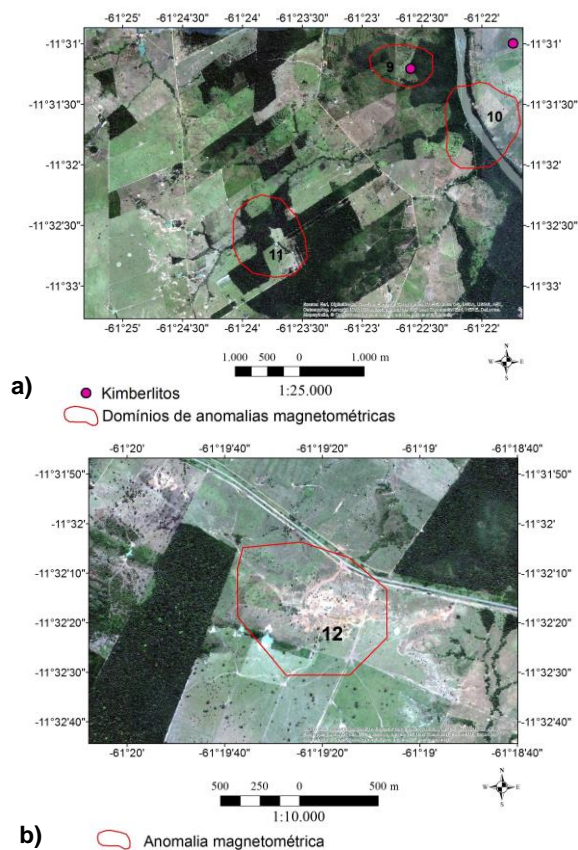 -61°25' -61°24'30" -61°24' -61°23'30" -61°23' -61°22'30" -61°22'
-11°31' -11°31'
-11°31'30" -11°31'30"
-11°32' -11°32'
-11°32'30" -11°32'30"
-11°33' -11°33'
9
10
11
-61°25' -61°24'30" -61°24' -61°23'30" -61°23' -61°22'30" -61°22'
1.000 500 0 1.000 m
1:25.000
N
W E
S
a)
Kimberlitos
Domínios de anomalias magnetométricas
-61°20' -61°19'40" -61°19'20" -61°19' -61°18'40"
-11°31'50" -11°31'50"
-11°32' -11°32'
-11°32'10" -11°32'10"
-11°32'20" -11°32'20"
-11°32'30" -11°32'30"
-11°32'40" -11°32'40"
12
-61°20' -61°19'40" -61°19'20" -61°19' -61°18'40"
500 250 0 500 m
1:10.000
N
W E
S
b)
Anomalia magnetométrica